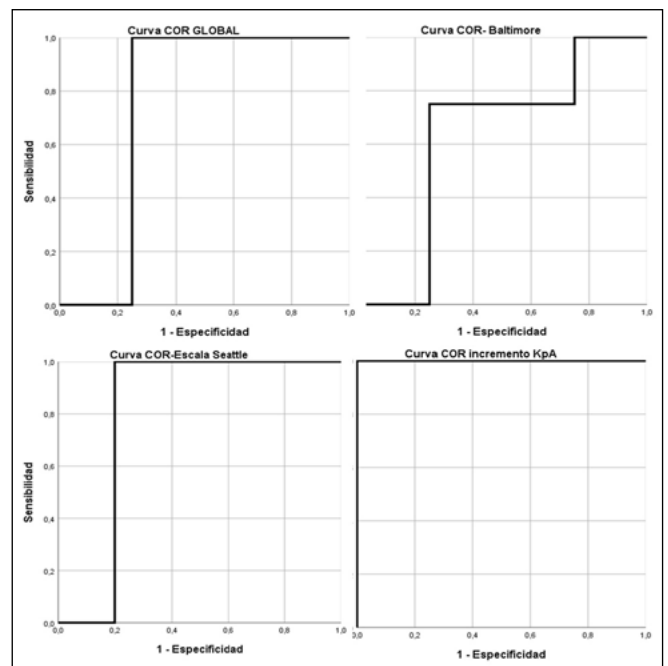 Curva COR GLOBAL
1,0
0,8
0,6
0,4
0,2
0,0
Sensibilidad
0,0 0,2 0,4 0,6 0,8 1,0
1 - Especificidad
Curva COR- Baltimore
0,2 0,4 0,6 0,8 1,0
1 - Especificidad
Curva COR-Escala Seattle
1,0
0,8
0,6
0,4
0,2
0,0
Sensibilidad
0,0 0,2 0,4 0,6 0,8 1,0
1 - Especificidad
Curva COR incremento KpA
0,0 0,2 0,4 0,6 0,8 1,0
1 - Especificidad